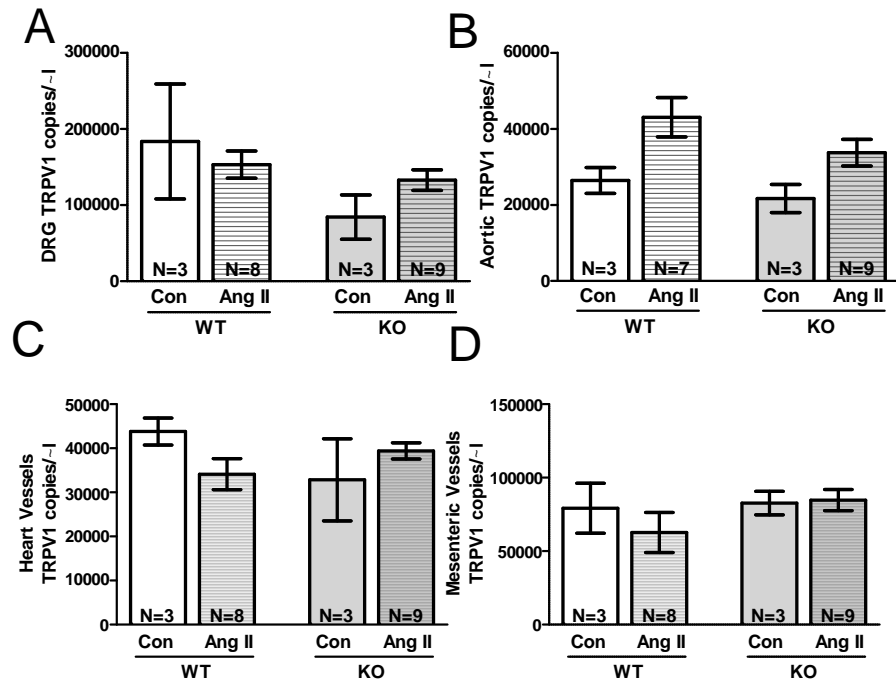 A
DRG TRPV1 copies/~l
300000
200000
100000
0
N=3
N=8
N=3
N=9
Con
Ang II
Con
Ang II
WT
KO
B
Aortic TRPV1 copies/~l
60000
40000
20000
0
N=3
N=7
N=3
N=9
Con
Ang II
Con
Ang II
WT
KO
C
Heart Vessels
TRPV1 copies/~l
50000
40000
30000
20000
10000
0
N=3
N=8
N=3
N=9
Con
Ang II
Con
Ang II
WT
KO
D
Mesenteric Vessels
TRPV1 copies/~l
150000
100000
50000
0
N=3
N=8
N=3
N=9
Con
Ang II
Con
Ang II
WT
KO